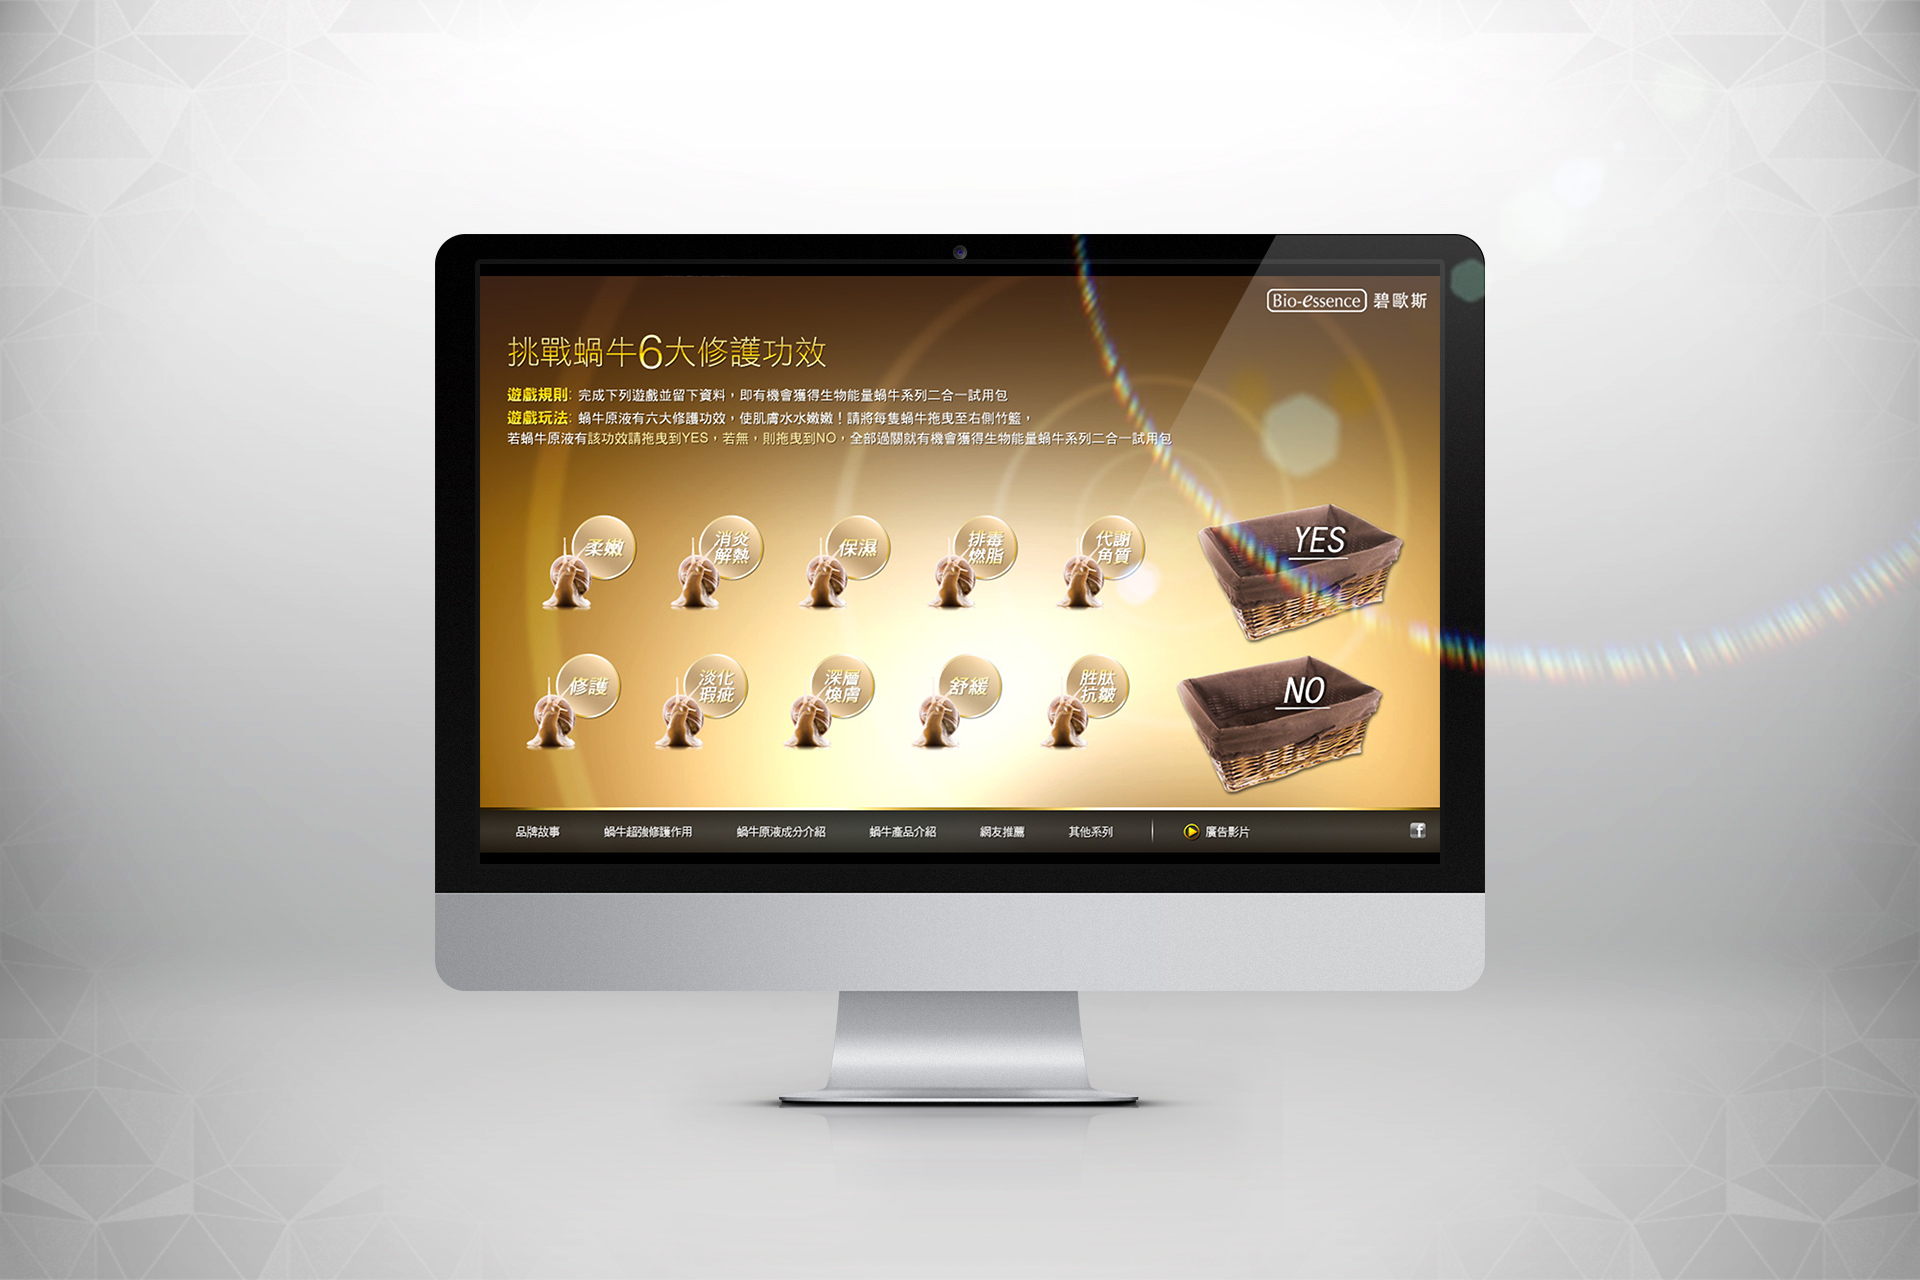 Bio-essence 碧歐斯
挑戰蝸牛6大修護功效
遊戲規則: 完成下列遊戲並留下資料，即有機會獲得生物能量蝸牛系列二合一試用包
遊戲玩法: 蝸牛原液有六大修護功效，使肌膚水水嫩嫩！請將每隻蝸牛拖曳至右側竹籃，
若蝸牛原液有該功效請拖曳到YES，若無，則拖曳到NO，全部過關就有機會獲得生物能量蝸牛系列二合一試用包
柔嫩
消炎
解熱
保濕
排毒
燃脂
代謝
角質
YES
修護
淡化
瑕疵
深層
煥膚
舒緩
胜肽
抗皺
NO
品牌故事 蝸牛超強修護作用 蝸牛原液成分介紹 蝸牛產品介紹 網友推薦 其他系列 廣告影片 f